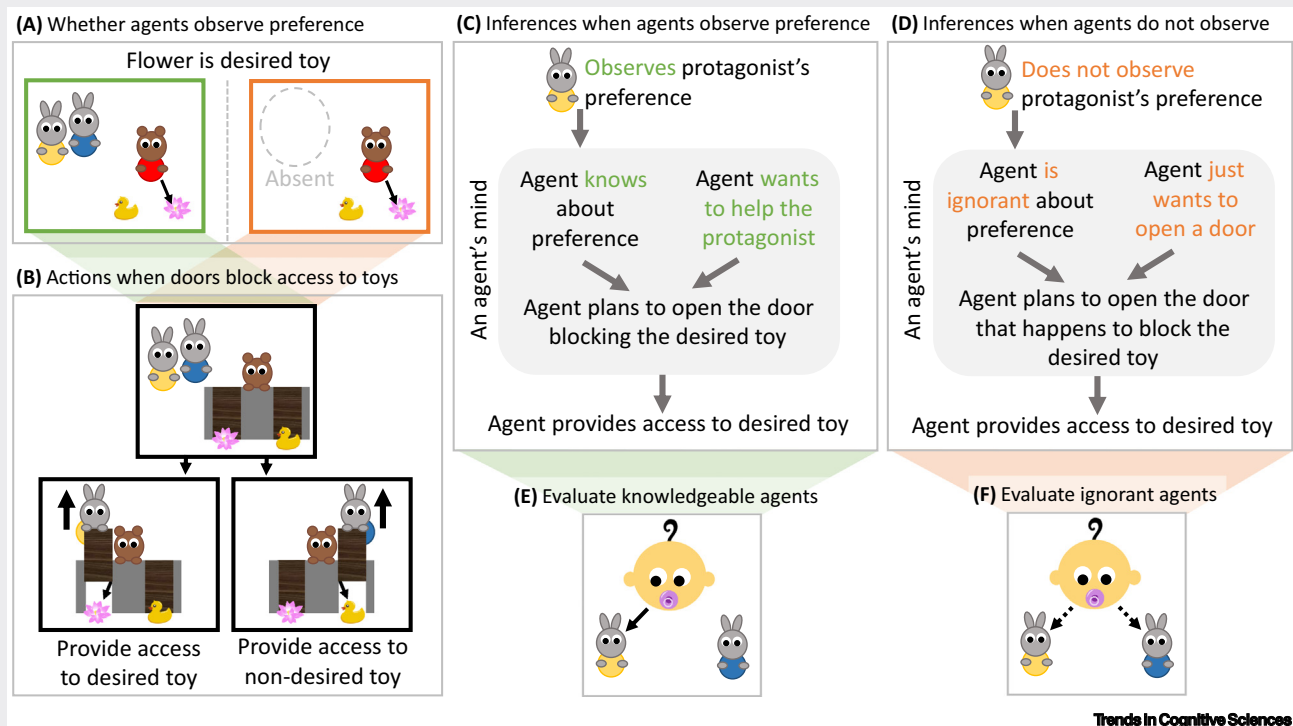 (A) Whether agents observe preference
Flower is desired toy
Absent
(B) Actions when doors block access to toys
Provide access
to desired toy
Provide access to
non-desired toy
(C) Inferences when agents observe preference
Observes protagonist's
preference
An agent's mind
Agent knows
about
preference
Agent wants
to help the
protagonist
Agent plans to open the door
blocking the desired toy
Agent provides access to desired toy
(D) Inferences when agents do not observe
Does not observe
protagonist's preference
An agent's mind
Agent is
ignorant about
preference
Agent just
wants to
open a door
Agent plans to open the door
that happens to block the
desired toy
Agent provides access to desired toy
(E) Evaluate knowledgeable agents
(F) Evaluate ignorant agents
Trends in Cognitive Sciences